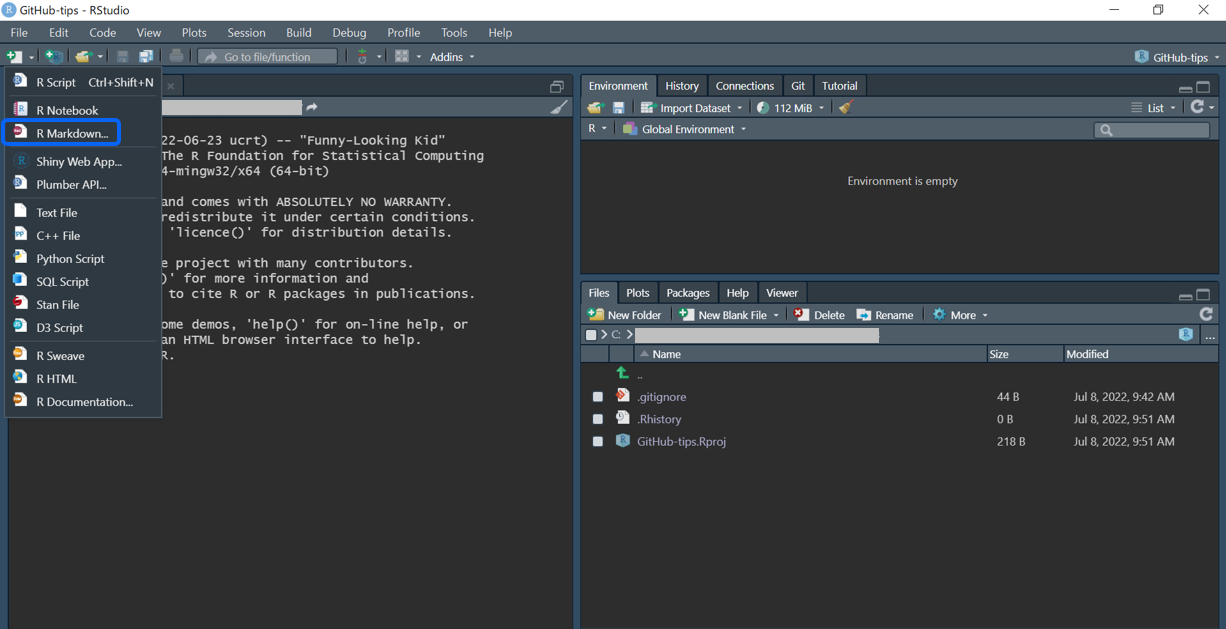 GitHub-tips - RStudio
File Edit Code View Plots Session Build Debug Profile Tools Help
Go to file/function Addins GitHub-tips
R Script Ctrl+Shift+N
R Notebook
R Markdown...
Shiny Web App...
Plumber API...
Text File
C++ File
Python Script
SQL Script
Stan File
D3 Script
R Sweave
R HTML
R Documentation...
22-06-23 ucrt) -- "Funny-Looking Kid"
The R Foundation for Statistical Computing
4-mingw32/x64 (64-bit)
and comes with ABSOLUTELY NO WARRANTY.
redistribute it under certain conditions.
'licence()' for distribution details.
e project with many contributors.
)' for more information and
to cite R or R packages in publications.
ome demos, 'help()' for on-line help, or
an HTML browser interface to help.
R.
Environment History Connections Git Tutorial
Import Dataset 112 MiB List
R Global Environment
Environment is empty
Files Plots Packages Help Viewer
New Folder New Blank File Delete Rename More
C: ...
Name Size Modified
..
.gitignore 44 B Jul 8, 2022, 9:42 AM
.Rhistory 0 B Jul 8, 2022, 9:51 AM
GitHub-tips.Rproj 218 B Jul 8, 2022, 9:51 AM